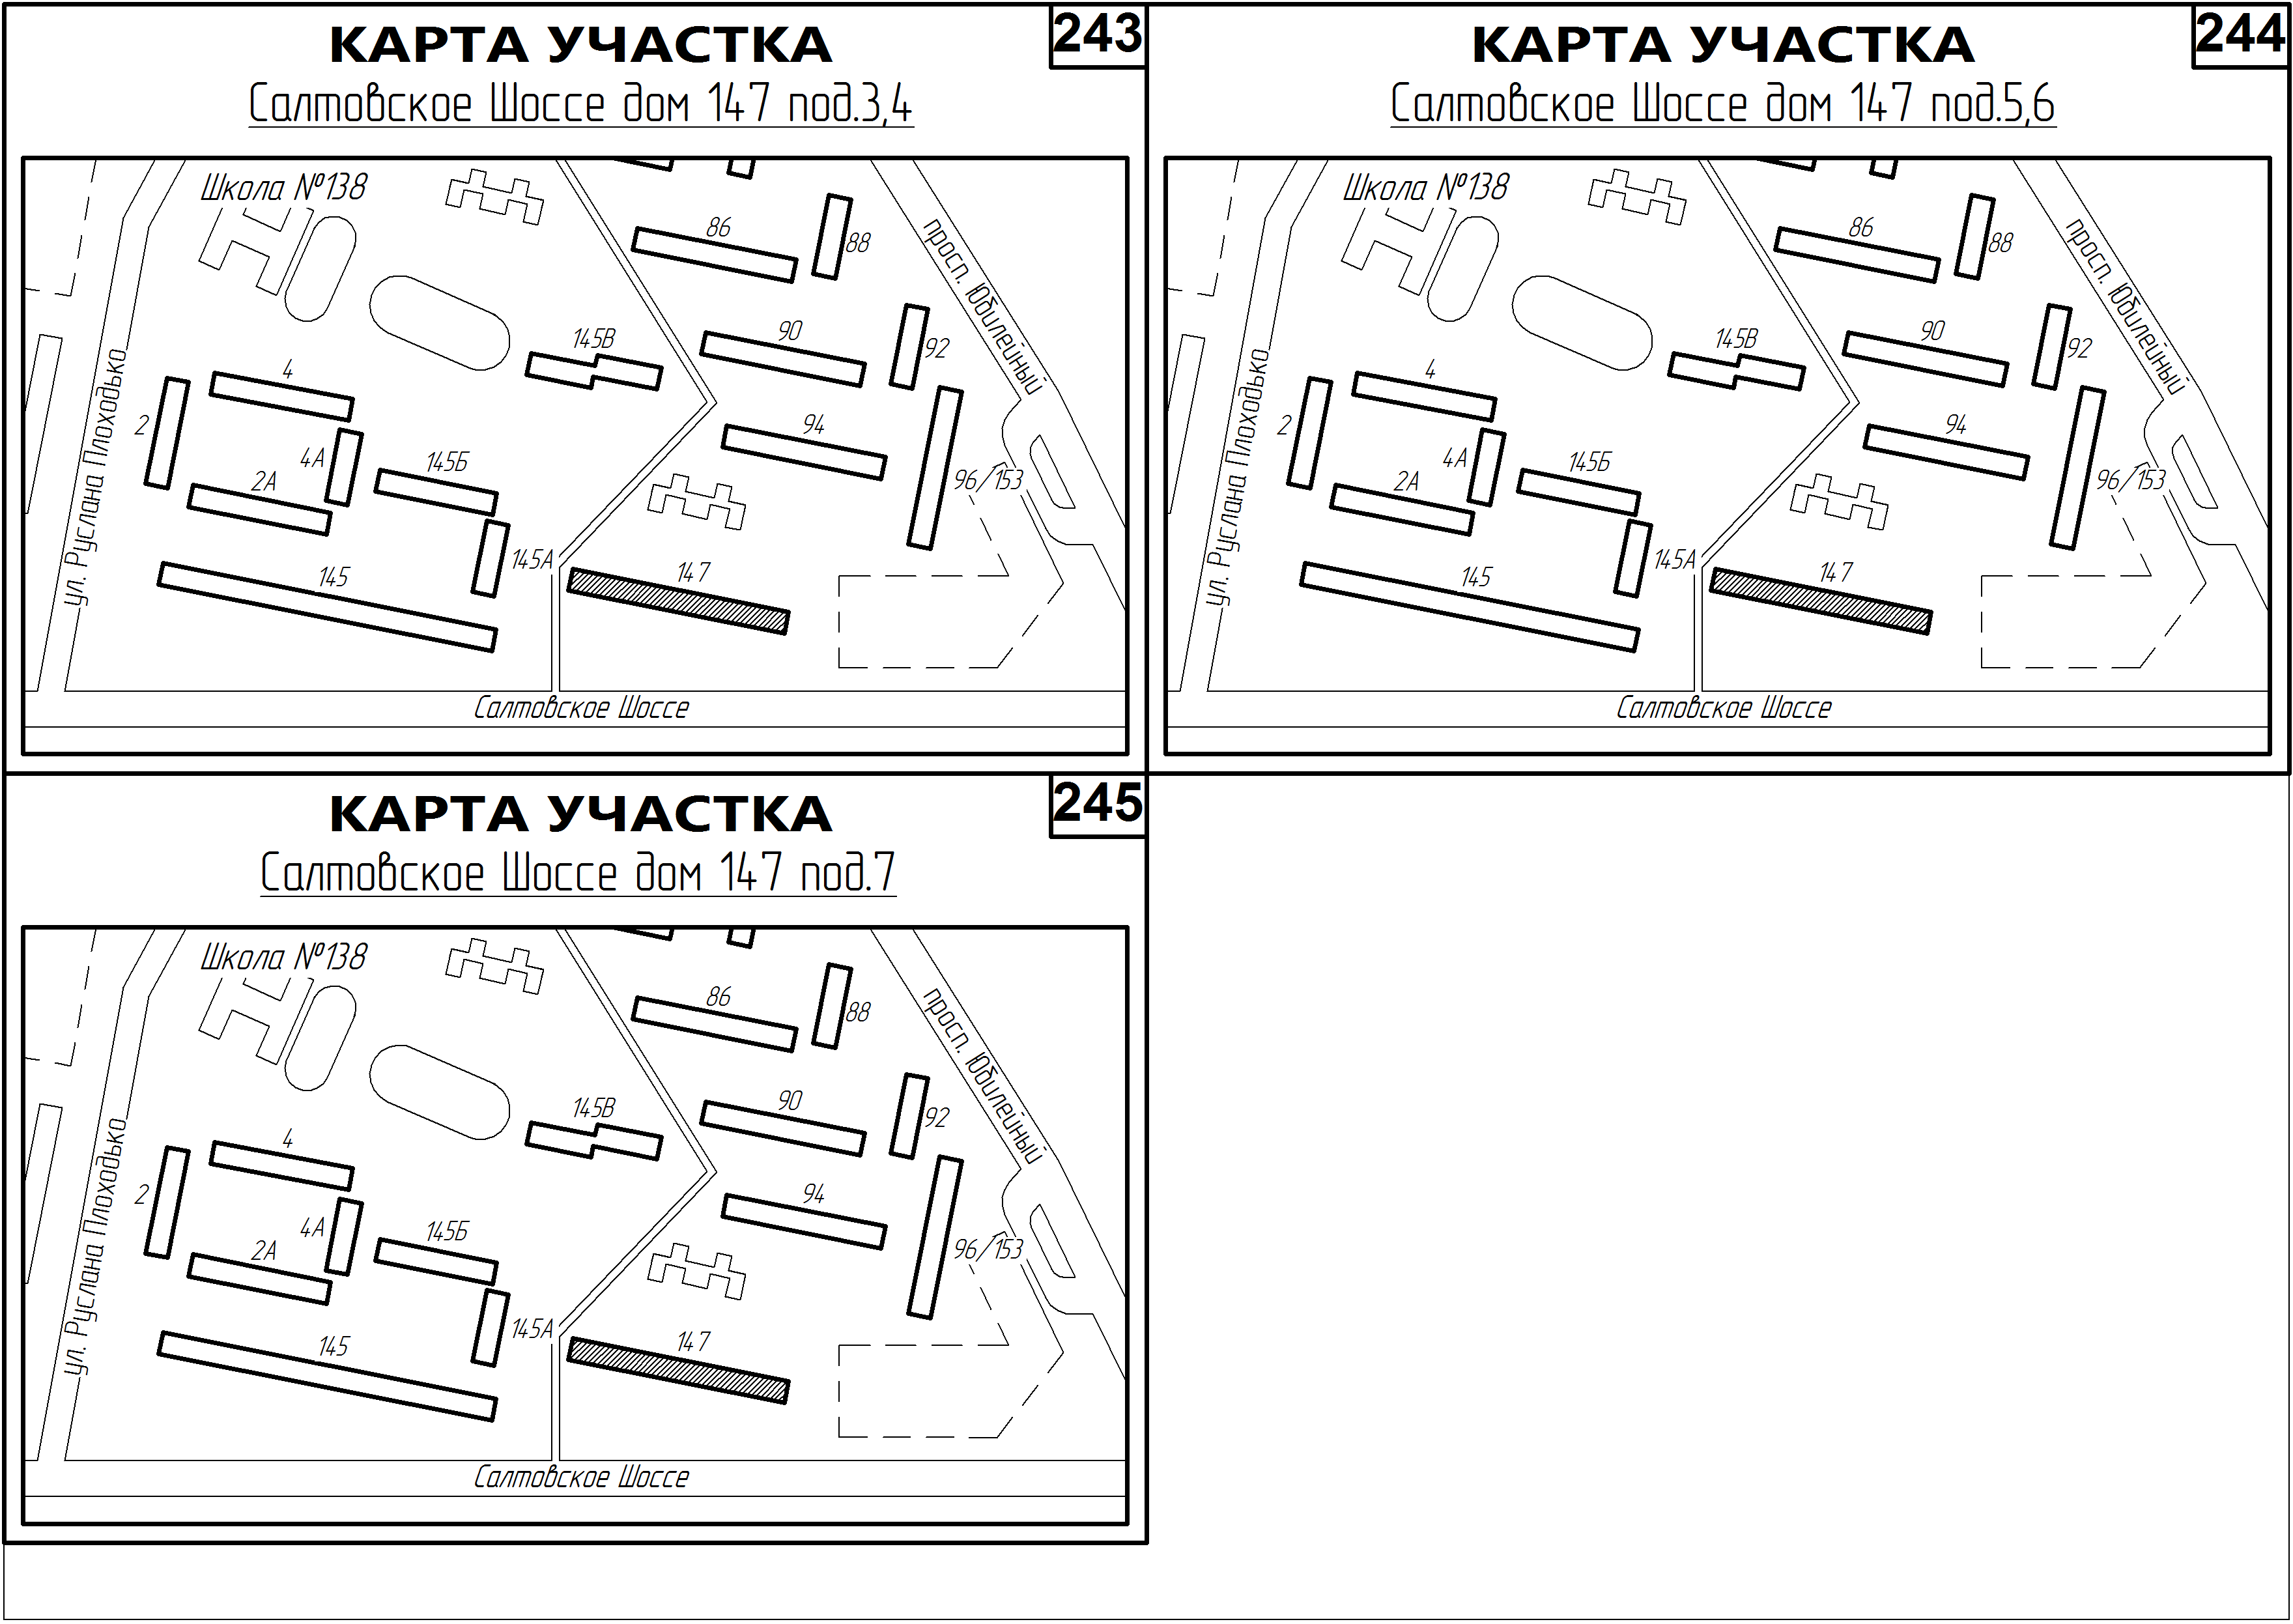 КАРТА УЧАСТКА
243
Салтовское Шоссе дом 147 под.3,4
Школа №138
86
88
просп. Юбилейный
145В
90
92
4
2
94
4А
145Б
2А
96/153
ул. Руслана Плоходько
145А
147
145
Салтовское Шоссе
КАРТА УЧАСТКА
244
Салтовское Шоссе дом 147 под.5,6
Школа №138
86
88
просп. Юбилейный
145В
90
92
4
2
94
4А
145Б
2А
96/153
ул. Руслана Плоходько
145А
147
145
Салтовское Шоссе
КАРТА УЧАСТКА
245
Салтовское Шоссе дом 147 под.7
Школа №138
86
88
просп. Юбилейный
145В
90
92
4
2
94
4А
145Б
2А
96/153
ул. Руслана Плоходько
145А
147
145
Салтовское Шоссе